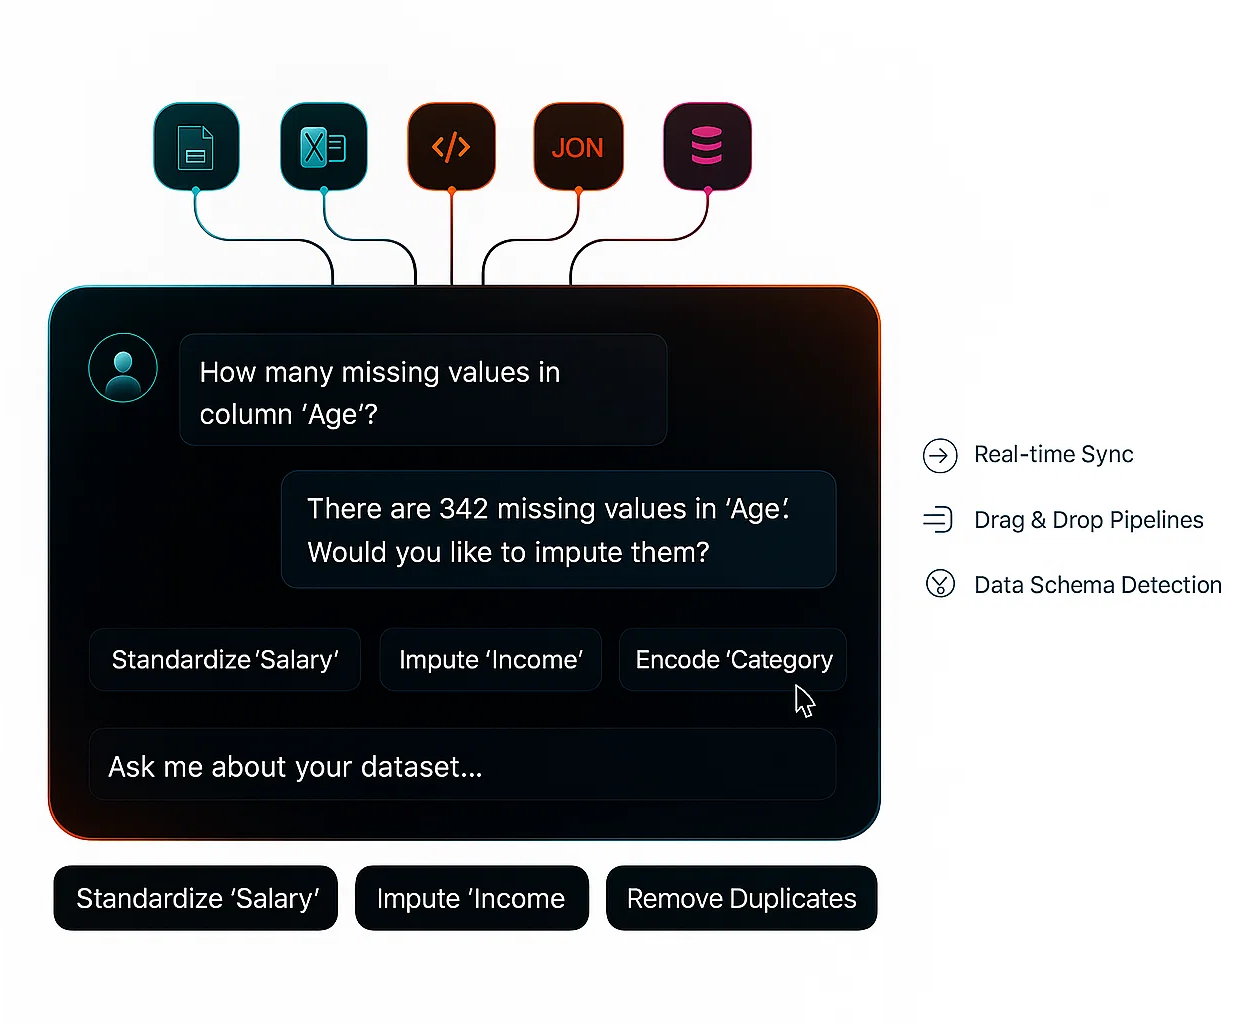 JON
How many missing values in
column ‘Age’?
There are 342 missing values in ‘Age’.
Would you like to impute them?
Standardize ‘Salary’
Impute ‘Income’
Encode ‘Category
Ask me about your dataset...
Standardize ‘Salary’
Impute ‘Income
Remove Duplicates
Real-time Sync
Drag & Drop Pipelines
Data Schema Detection